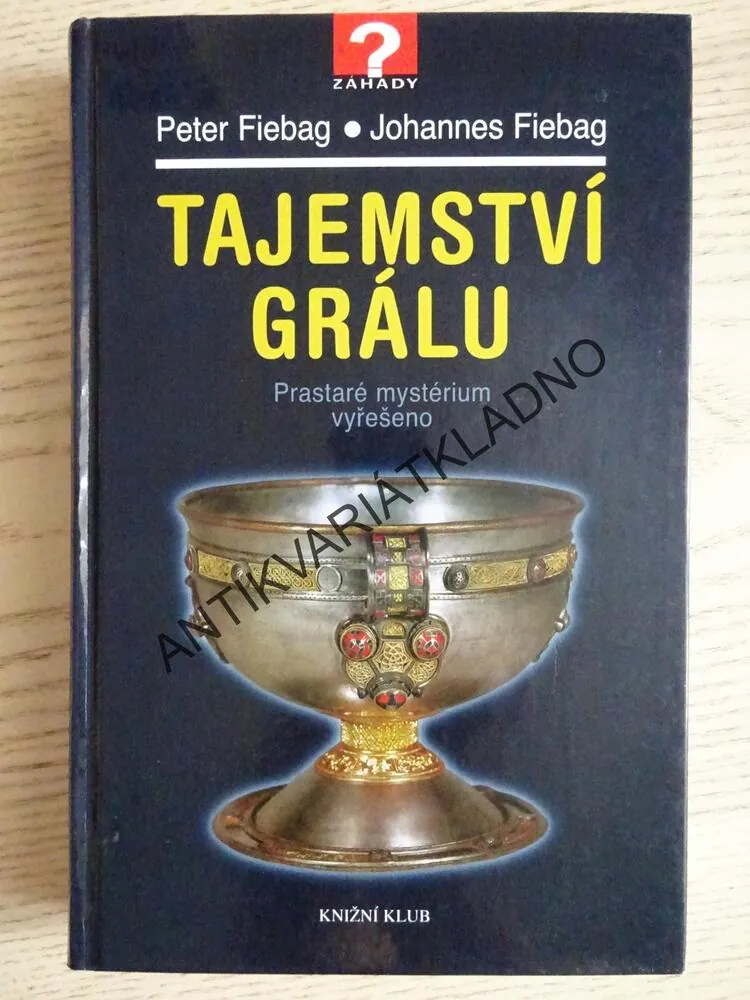 ?
ZÁHADY
Peter Fiebag ● Johannes Fiebag
TAJEMSTVÍ
GRÁLU
Prastaré mystérium
vyřešeno
ANTIKVARIÁTKLADNO
KNIŽNÍ KLUB